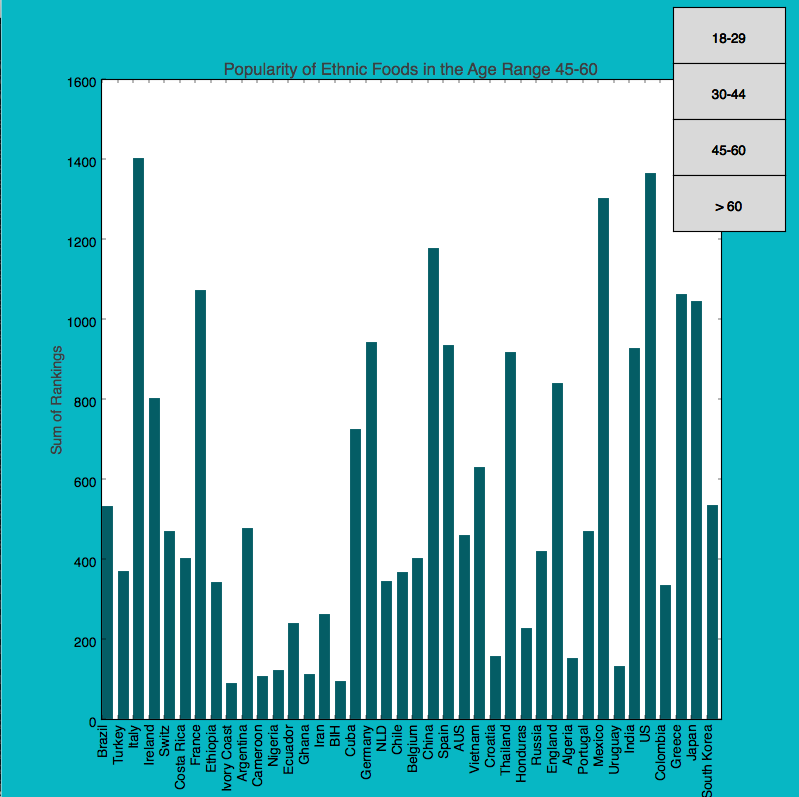 18-29
30-44
45-60
> 60
Popularity of Ethnic Foods in the Age Range 45-60
Sum of Rankings
1600
1400
1200
1000
800
600
400
200
0
Brazil
Turkey
Italy
Ireland
Switz
Costa Rica
France
Ethiopia
Ivory Coast
Argentina
Cameroon
Nigeria
Ecuador
Ghana
Iran
BIH
Cuba
Germany
NLD
Chile
Belgium
China
Spain
AUS
Vietnam
Croatia
Thailand
Honduras
Russia
England
Algeria
Portugal
Mexico
Uruguay
India
US
Colombia
Greece
Japan
South Korea